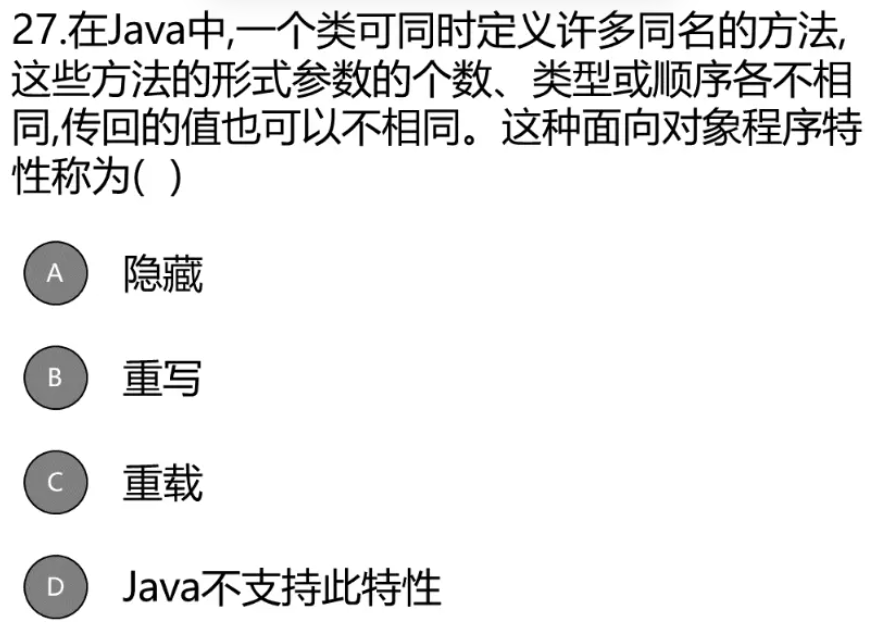 27.在Java中,一个类可同时定义许多同名的方法,
这些方法的形式参数的个数、类型或顺序各不相
同,传回的值也可以不相同。这种面向对象程序特
性称为( )
A 隐藏
B 重写
C 重载
D Java不支持此特性